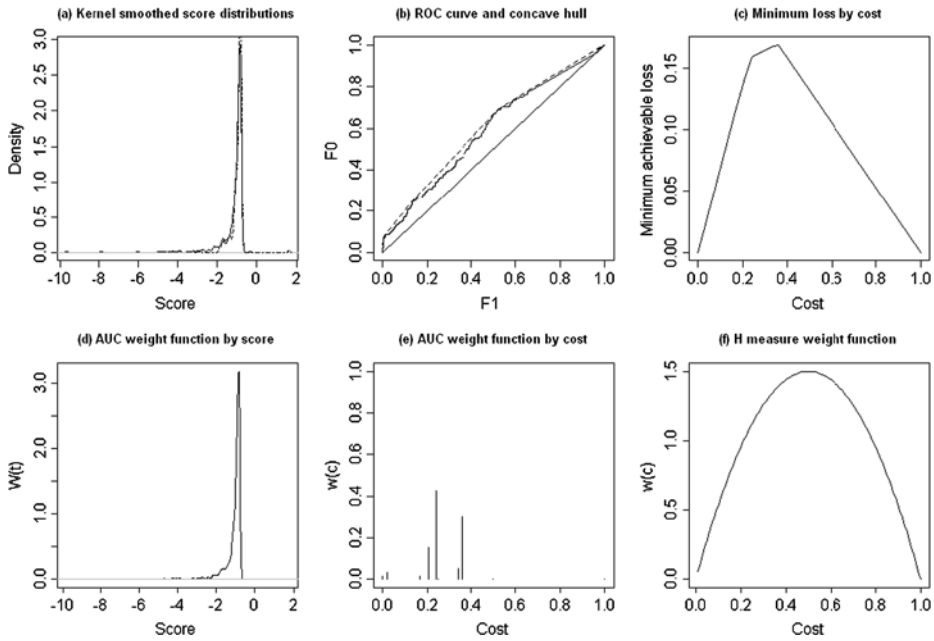 (a) Kernel smoothed score distributions
Density
0.0 0.5 1.0 1.5 2.0 2.5 3.0
-10 -8 -6 -4 -2 0 2
Score
(b) ROC curve and concave hull
F0
0.0 0.2 0.4 0.6 0.8 1.0
0.0 0.2 0.4 0.6 0.8 1.0
F1
(c) Minimum loss by cost
Minimum achievable loss
0.00 0.05 0.10 0.15
0.0 0.2 0.4 0.6 0.8 1.0
Cost
(d) AUC weight function by score
W(t)
0.0 1.0 2.0 3.0
-10 -8 -6 -4 -2 0 2
Score
(e) AUC weight function by cost
w(c)
0.0 0.2 0.4 0.6 0.8 1.0
0.0 0.2 0.4 0.6 0.8 1.0
Cost
(f) H measure weight function
w(c)
0.0 0.5 1.0 1.5
0.0 0.2 0.4 0.6 0.8 1.0
Cost